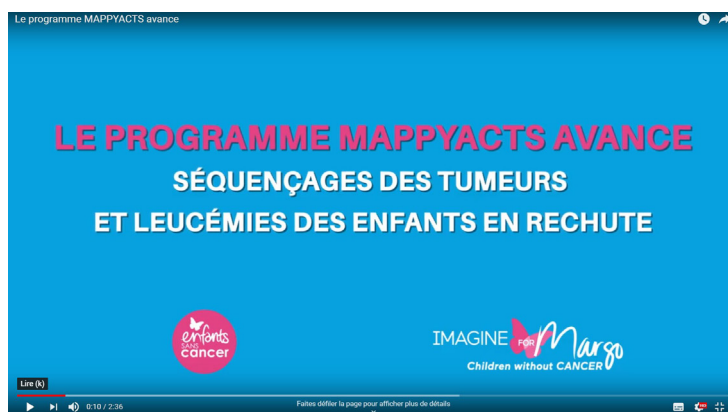 Le programme MAPPYACTS avance
LE PROGRAMME MAPPYACTS AVANCE
SÉQUENÇAGES DES TUMEURS
ET LEUCÉMIES DES ENFANTS EN RECHUTE
enfants
SANS
cancer
IMAGINE FOR Margo
Children without CANCER
Lire (k)
0:10 / 2:36
Faites défiler la page pour afficher plus de détails